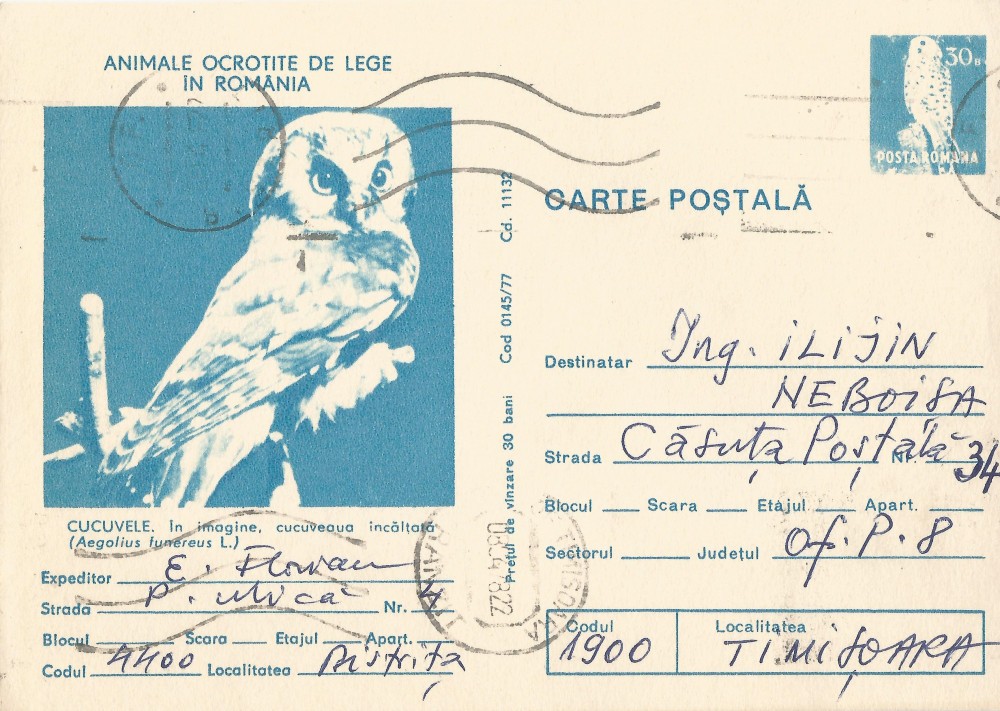 ANIMALE OCROTITE DE LEGE
ÎN ROMÂNIA
CUCUVELE. În imagine, cucuveaua încălțată
(Aegolius funereus L.)
Expeditor E. Florian
Strada P. Nr. 4
Blocul Scara Etajul Apart.
Codul 4400 Localitatea Bistrița
Prețul de vînzare 30 bani Cod 0145/77 Cd. 11132
30 B
POSTA ROMANA
CARTE POȘTALĂ
Destinatar Ing. ILIJIN
NEBOISA
Strada Căsuța Poștală Nr. 34
Blocul Scara Etajul Apart.
Sectorul Județul Of. P. 8
Codul Localitatea
1900 TIMIȘOARA